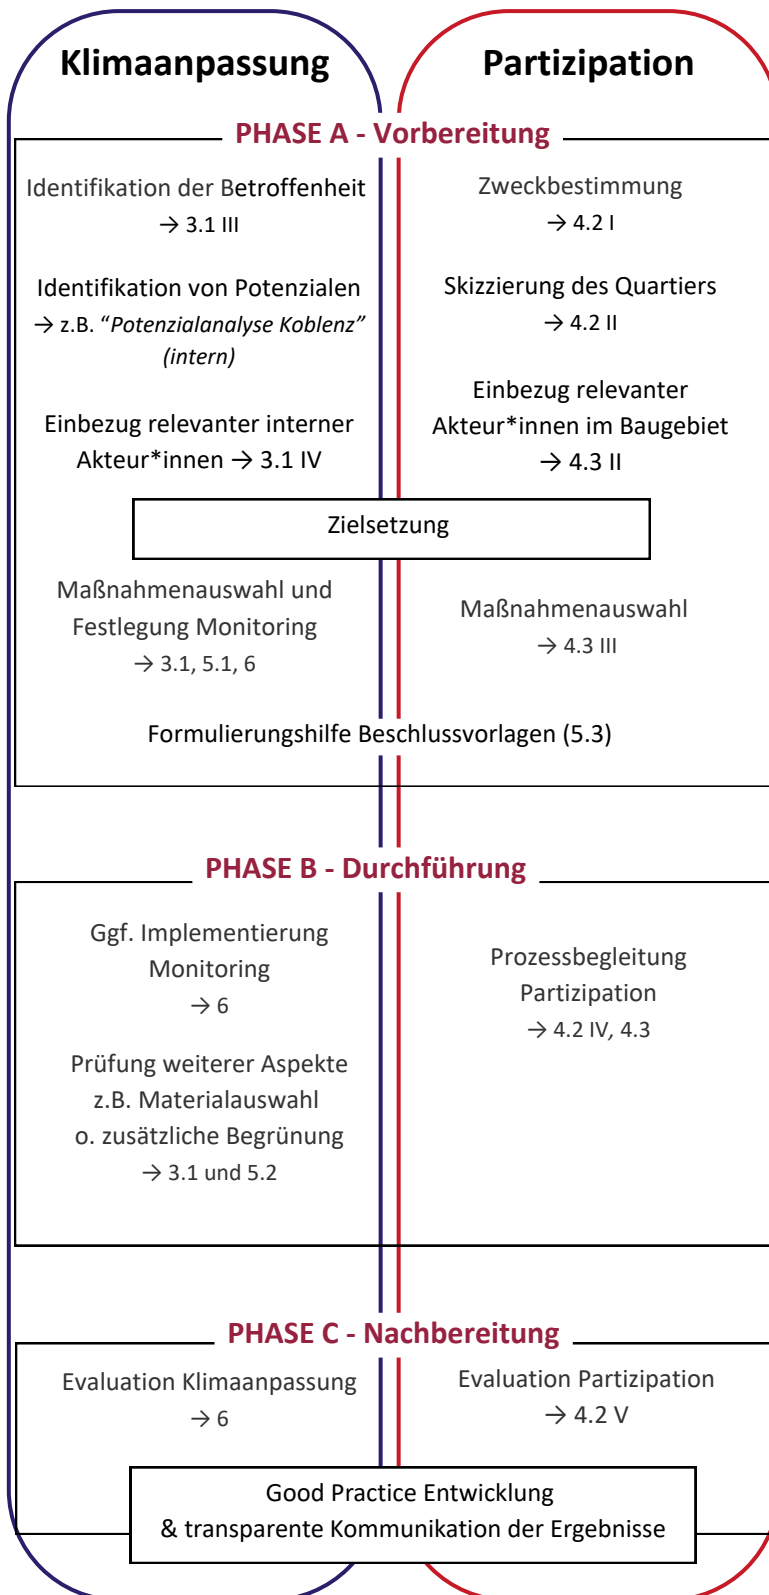 Klimaanpassung
Partizipation
PHASE A - Vorbereitung
Identifikation der Betroffenheit
→ 3.1 III
Identifikation von Potenzialen
→ z.B. “Potenzialanalyse Koblenz”
(intern)
Einbezug relevanter interner
Akteur*innen → 3.1 IV
Zweckbestimmung
→ 4.2 I
Skizzierung des Quartiers
→ 4.2 II
Einbezug relevanter
Akteur*innen im Baugebiet
→ 4.3 II
Zielsetzung
Maßnahmenauswahl und
Festlegung Monitoring
→ 3.1, 5.1, 6
Maßnahmenauswahl
→ 4.3 III
Formulierungshilfe Beschlussvorlagen (5.3)
PHASE B - Durchführung
Ggf. Implementierung
Monitoring
→ 6
Prüfung weiterer Aspekte
z.B. Materialauswahl
o. zusätzliche Begrünung
→ 3.1 und 5.2
Prozessbegleitung
Partizipation
→ 4.2 IV, 4.3
PHASE C - Nachbereitung
Evaluation Klimaanpassung
→ 6
Evaluation Partizipation
→ 4.2 V
Good Practice Entwicklung
& transparente Kommunikation der Ergebnisse